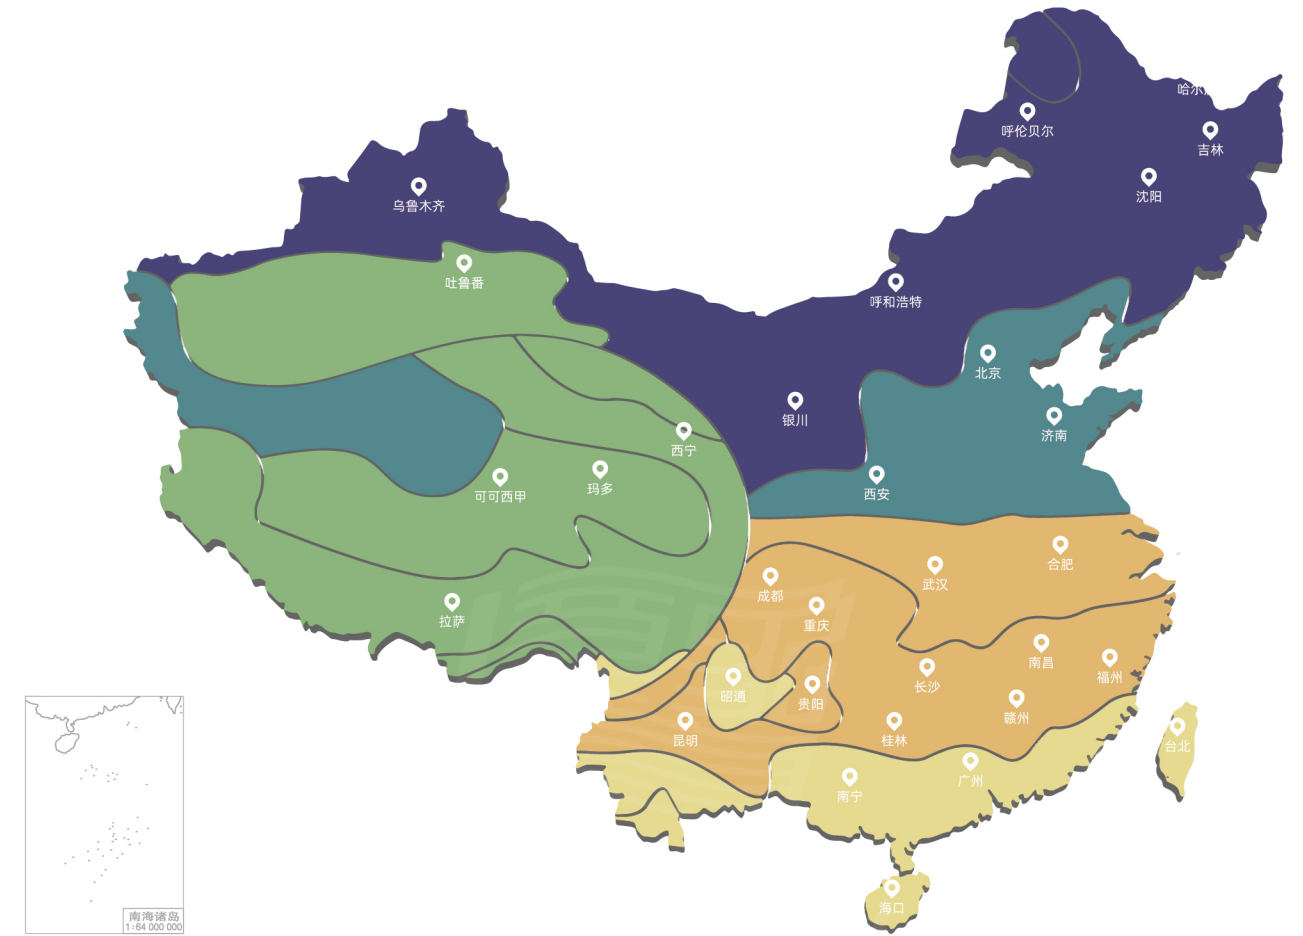 哈尔
呼伦贝尔
吉林
乌鲁木齐
沈阳
吐鲁番
呼和浩特
北京
银川
济南
西宁
西安
可可西甲
玛多
合肥
武汉
成都
拉萨
重庆
南昌
福州
长沙
昭通
贵阳
赣州
昆明
桂林
台北
广州
南宁
海口
南海诸岛
1:64 000 000